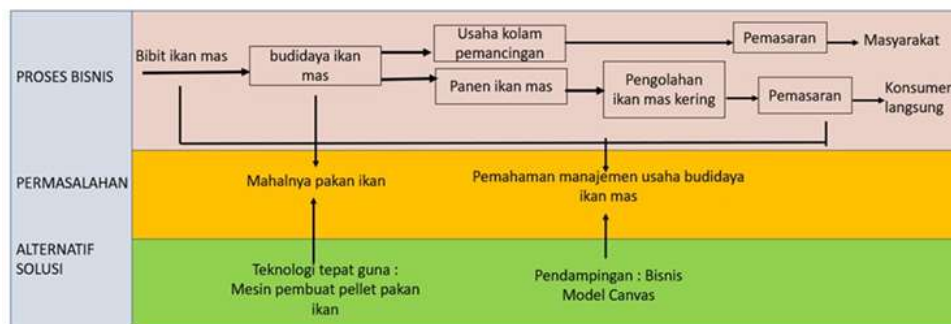 PROSES BISNIS
Bibit ikan mas
budidaya ikan
mas
Usaha kolam
pemancingan
Pemasaran
Masyarakat
Panen ikan mas
Pengolahan
ikan mas kering
Pemasaran
Konsumen
langsung
PERMASALAHAN
Mahalnya pakan ikan
Pemahaman manajemen usaha budidaya
ikan mas
ALTERNATIF
SOLUSI
Teknologi tepat guna :
Mesin pembuat pellet pakan
ikan
Pendampingan : Bisnis
Model Canvas